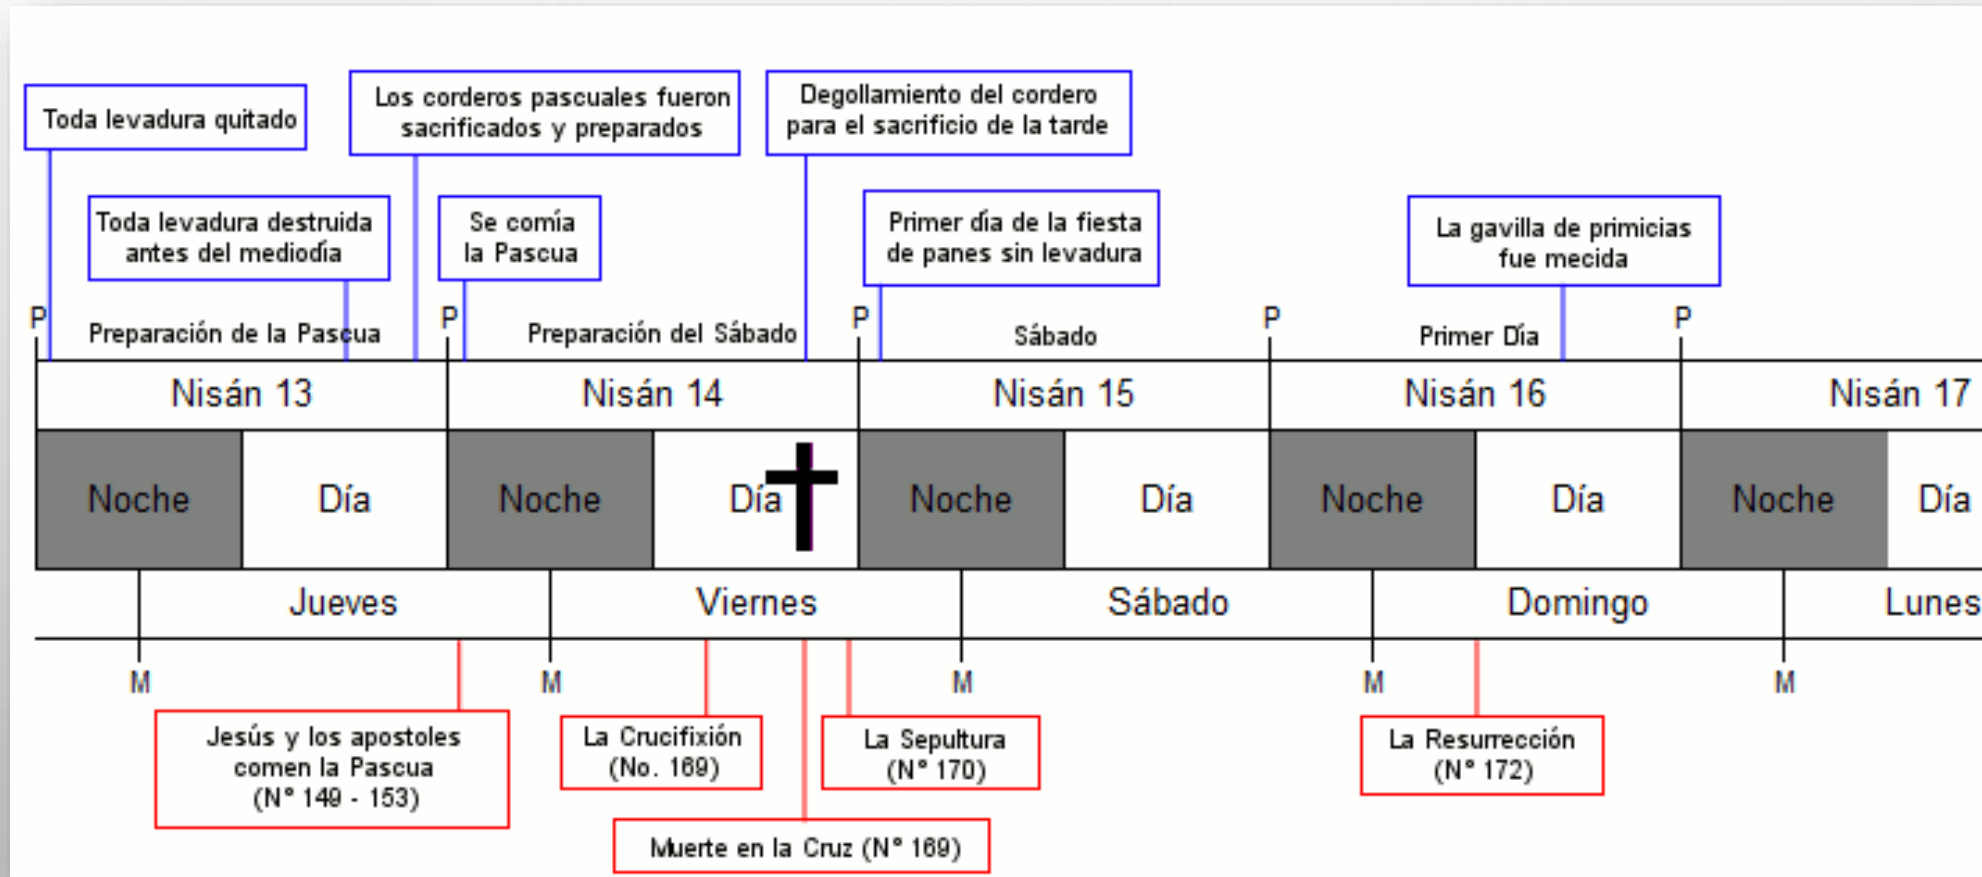 Toda levadura quitado
Los corderos pascuales fueron
sacrificados y preparados
Degollamiento del cordero
para el sacrificio de la tarde
Toda levadura destruida
antes del mediodía
Se comía
la Pascua
Primer día de la fiesta
de panes sin levadura
La gavilla de primicias
fue mecida
P
P
P
P
P
Preparación de la Pascua
Preparación del Sábado
Sábado
Primer Día
Nisán 13
Nisán 14
Nisán 15
Nisán 16
Nisán 17
Noche
Día
Noche
Día
Noche
Día
Noche
Día
Noche
Día
Jueves
Viernes
Sábado
Domingo
Lunes
M
M
M
M
M
Jesús y los apostoles
comen la Pascua
(N° 149 - 153)
La Crucifixión
(No. 169)
La Sepultura
(N° 170)
La Resurrección
(N° 172)
Muerte en la Cruz (N° 169)